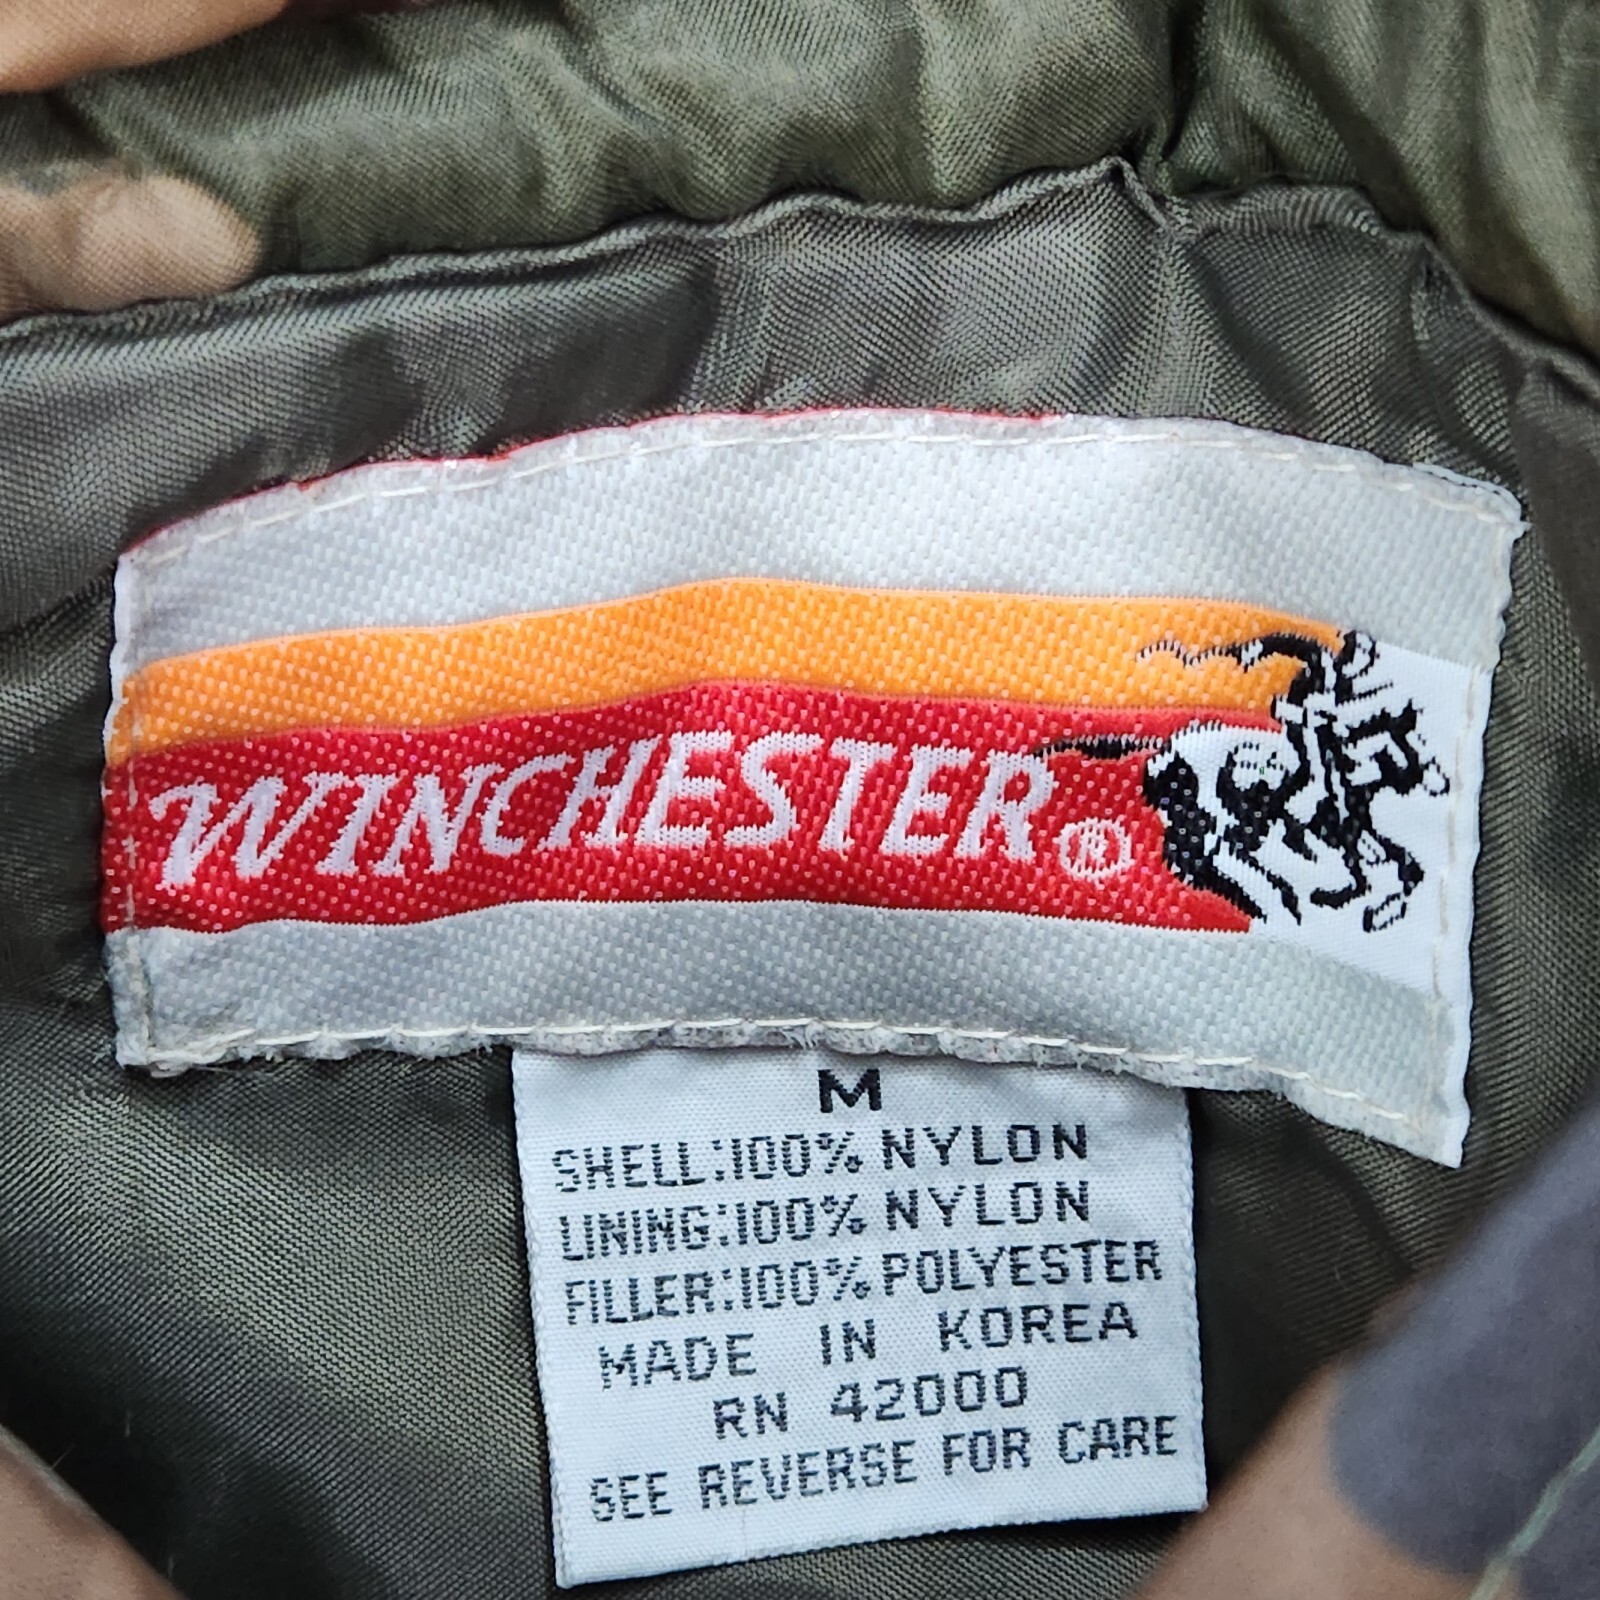 WINCHESTER®
M
SHELL:100% NYLON
LINING:100% NYLON
FILLER:100% POLYESTER
MADE IN KOREA
RN 42000
SEE REVERSE FOR CARE